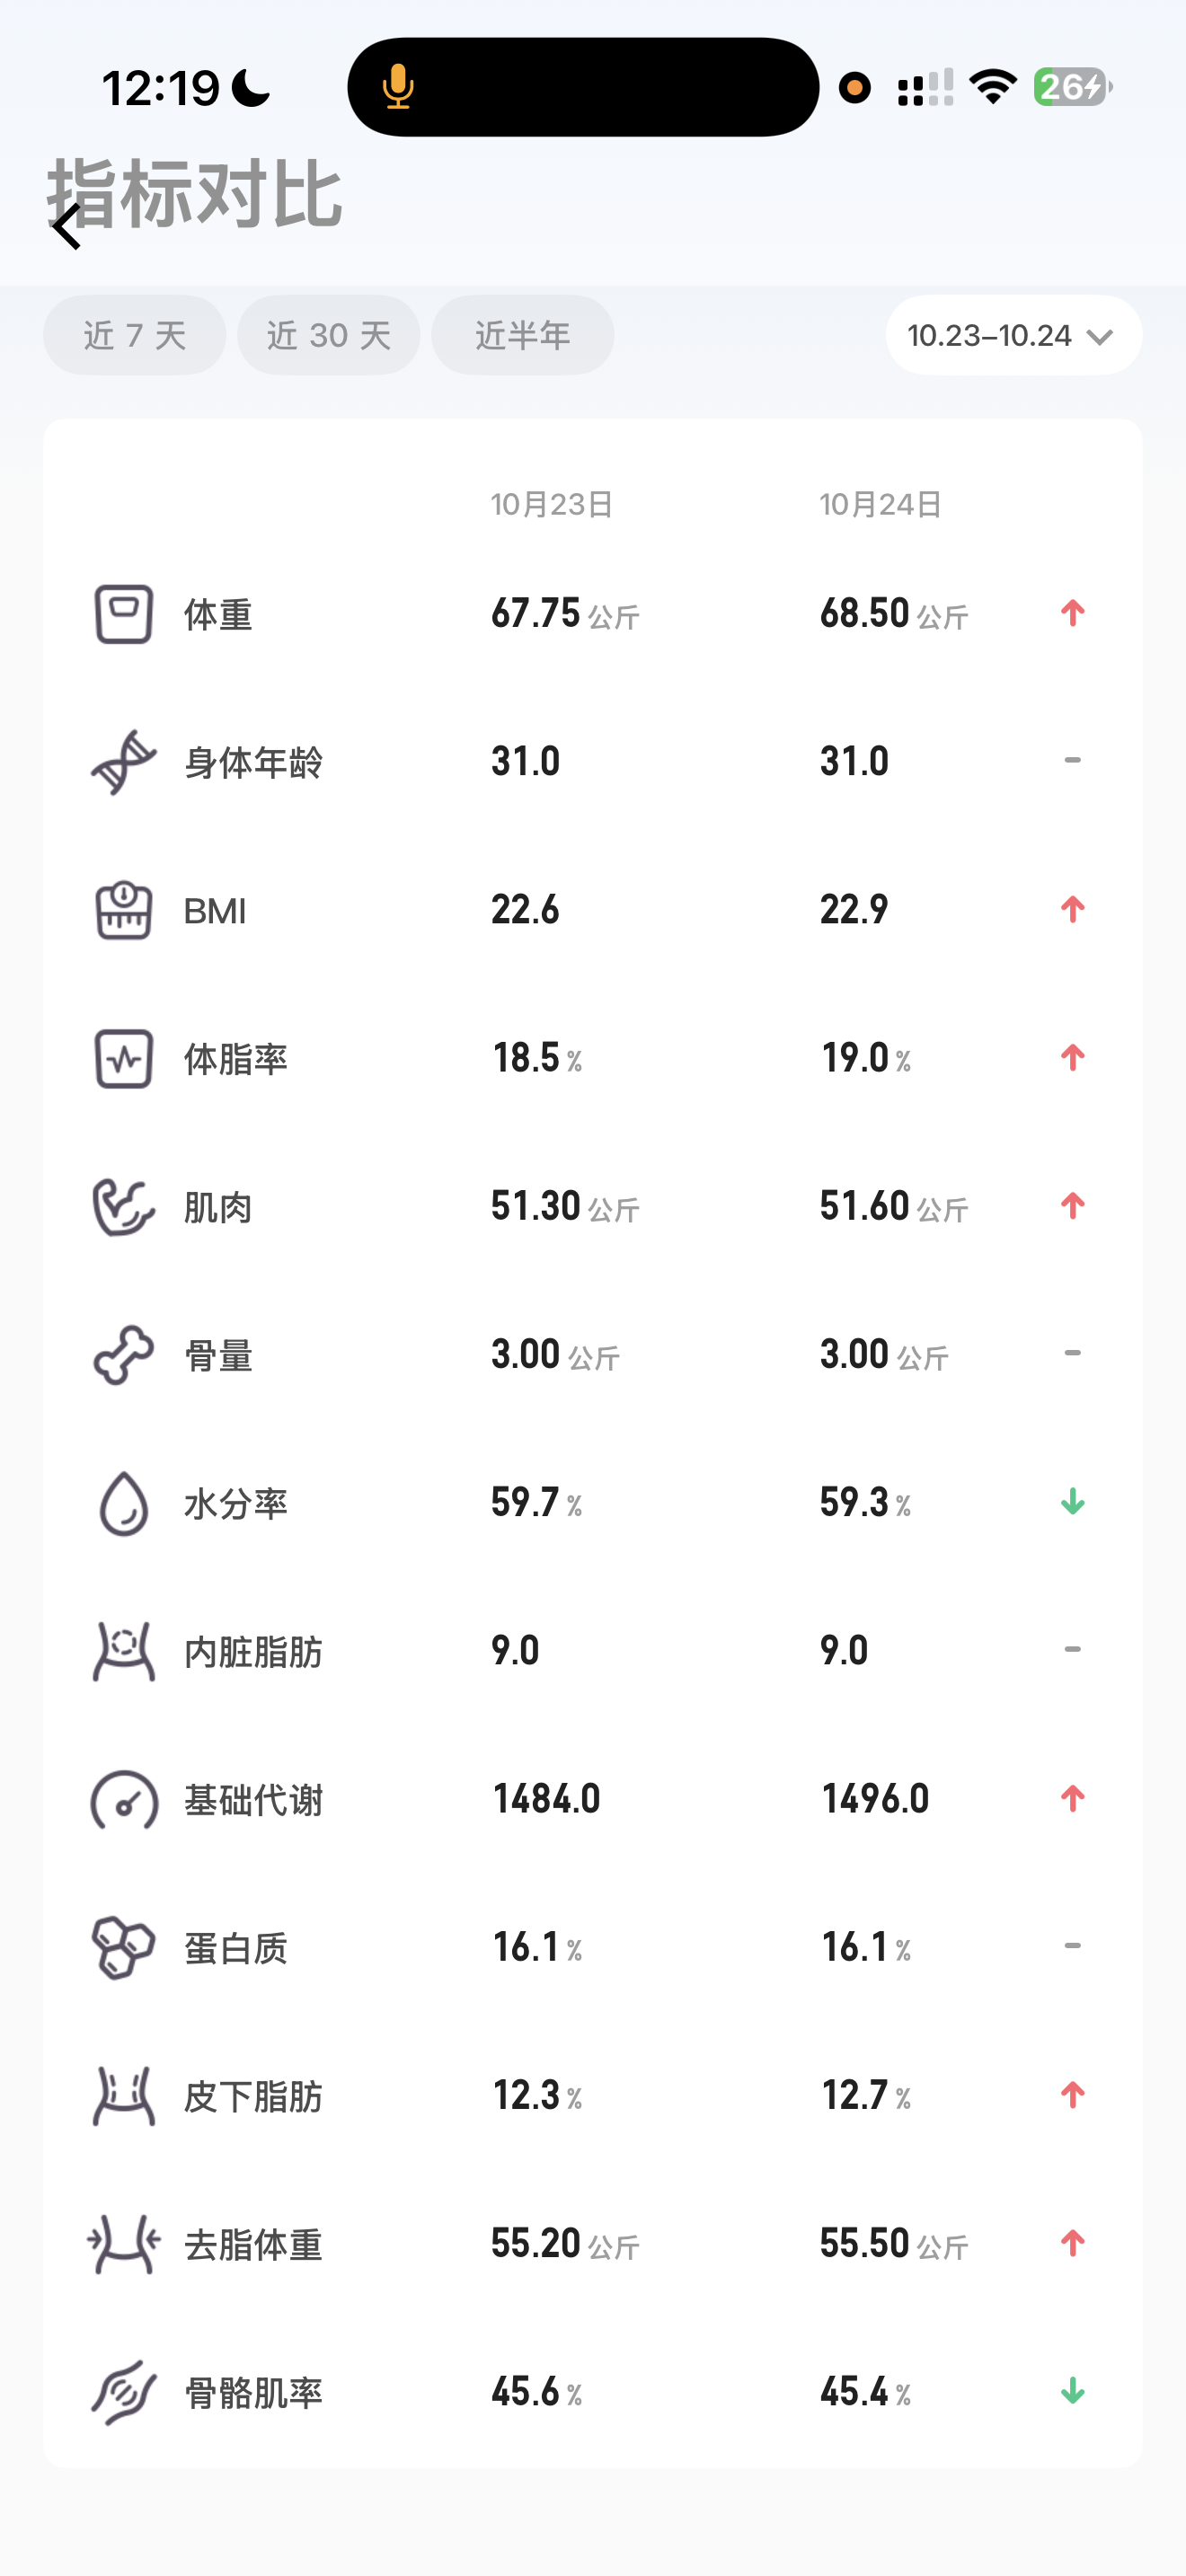 12:19 26
指标对比
近 7 天 近 30 天 近半年 10.23–10.24
10月23日 10月24日
体重 67.75 公斤 68.50 公斤
身体年龄 31.0 31.0 -
BMI 22.6 22.9
体脂率 18.5 % 19.0 %
肌肉 51.30 公斤 51.60 公斤
骨量 3.00 公斤 3.00 公斤 -
水分率 59.7 % 59.3 %
内脏脂肪 9.0 9.0 -
基础代谢 1484.0 1496.0
蛋白质 16.1 % 16.1 % -
皮下脂肪 12.3 % 12.7 %
去脂体重 55.20 公斤 55.50 公斤
骨骼肌率 45.6 % 45.4 %